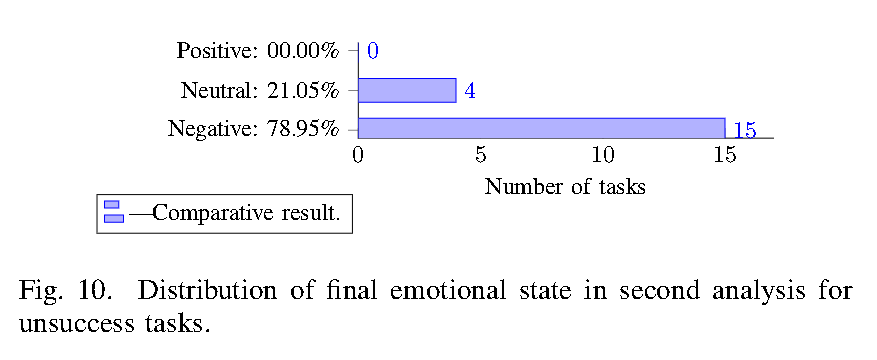 Positive: 00.00% 0
Neutral: 21.05% 4
Negative: 78.95% 15
0 5 10 15
Number of tasks
—Comparative result.
Fig. 10. Distribution of final emotional state in second analysis for
unsuccess tasks.